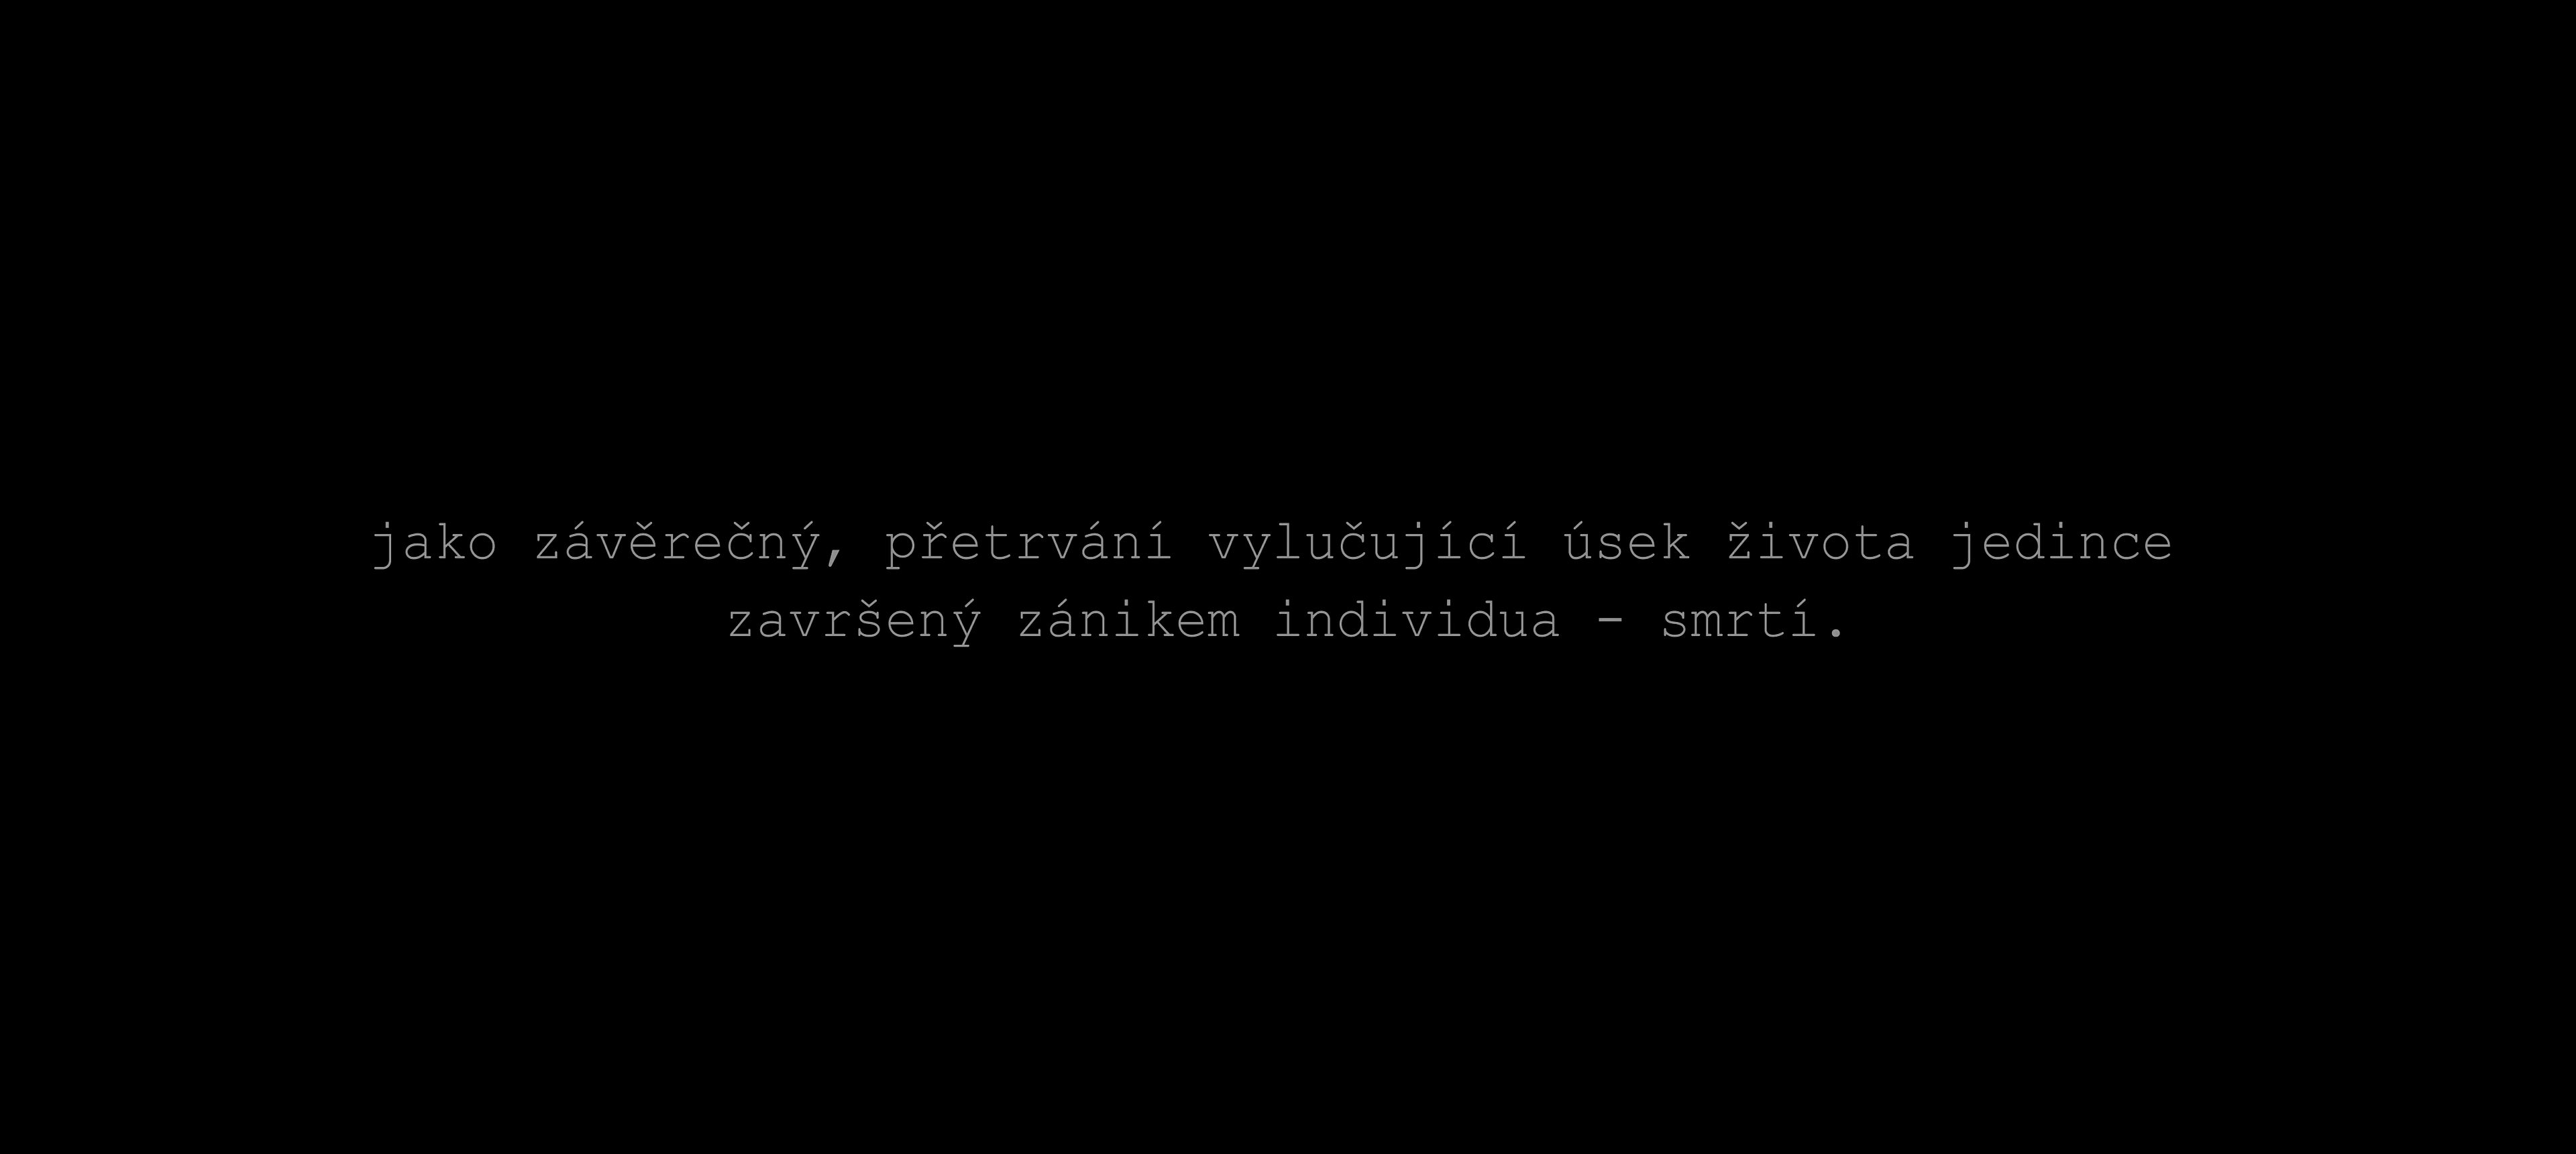 jako závěrečný, přetrvání vylučující úsek života jedince
završený zánikem individua - smrtí.